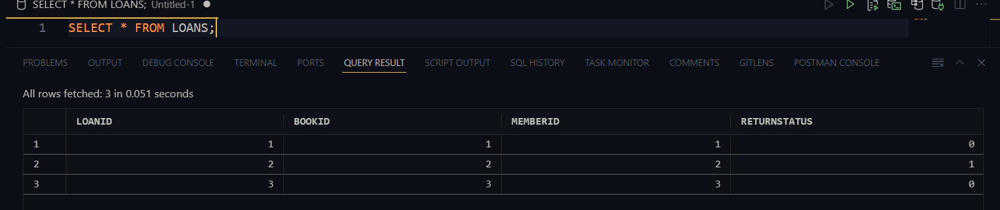 SELECT * FROM LOANS; Untitled-1
1 SELECT * FROM LOANS;
PROBLEMS OUTPUT DEBUG CONSOLE TERMINAL PORTS QUERY RESULT SCRIPT OUTPUT SQL HISTORY TASK MONITOR COMMENTS GITLENS POSTMAN CONSOLE
All rows fetched: 3 in 0.051 seconds
LOANID BOOKID MEMBERID RETURNSTATUS
1 1 1 1 0
2 2 2 2 1
3 3 3 3 0